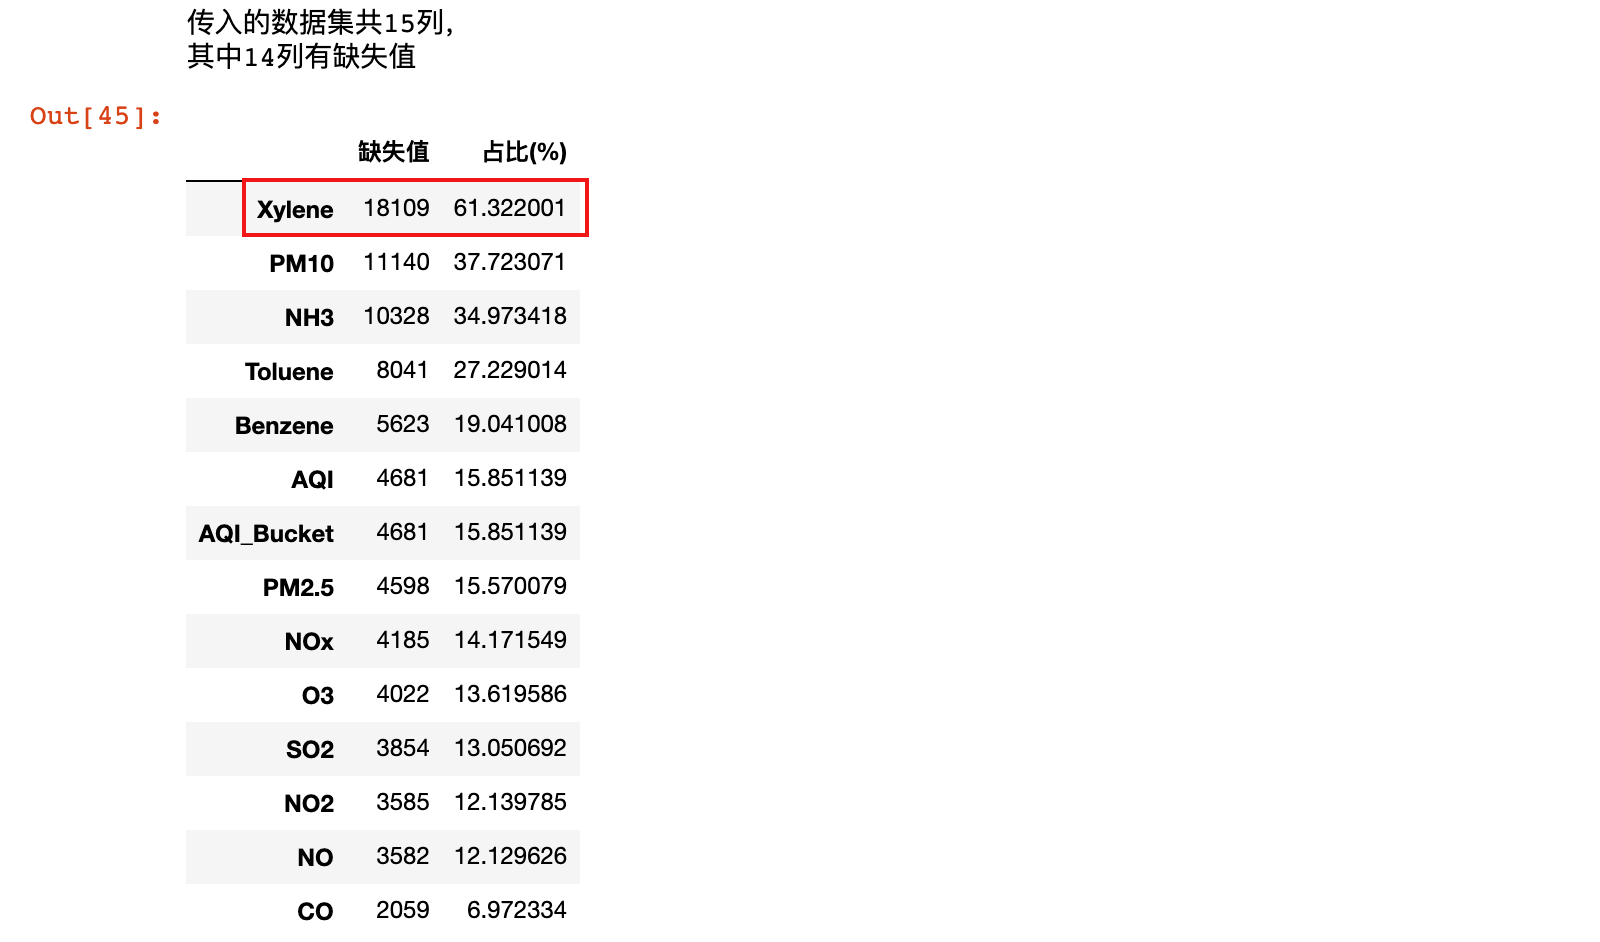 传入的数据集共15列,
其中14列有缺失值
Out[45]:
缺失值 占比(%)
Xylene 18109 61.322001
PM10 11140 37.723071
NH3 10328 34.973418
Toluene 8041 27.229014
Benzene 5623 19.041008
AQI 4681 15.851139
AQI_Bucket 4681 15.851139
PM2.5 4598 15.570079
NOx 4185 14.171549
O3 4022 13.619586
SO2 3854 13.050692
NO2 3585 12.139785
NO 3582 12.129626
CO 2059 6.972334